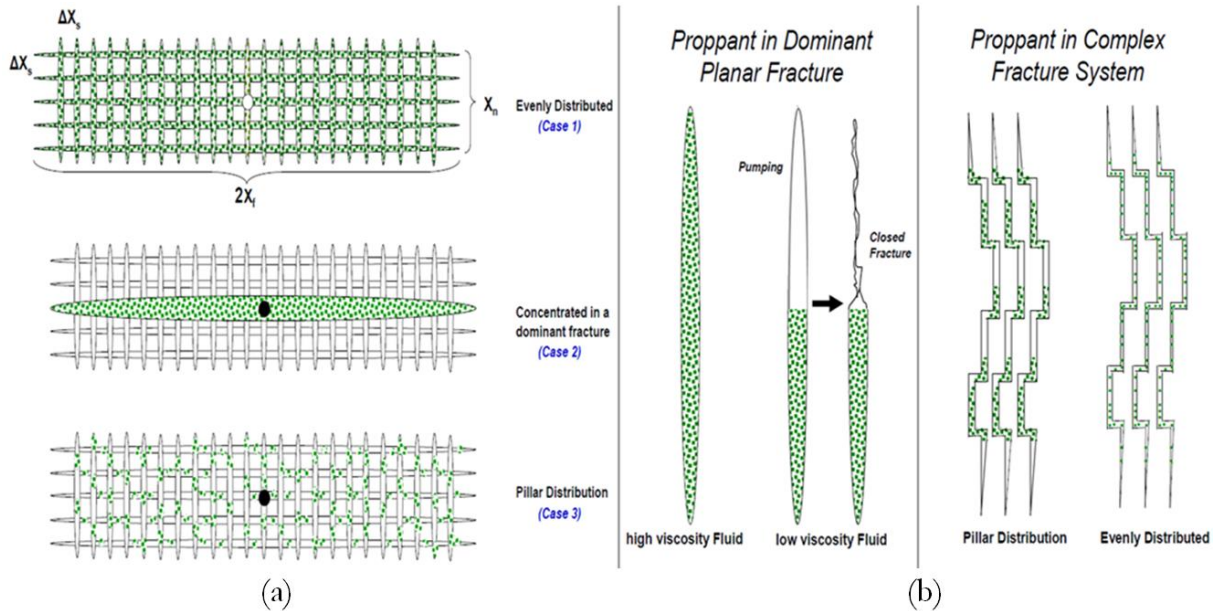 ΔXs
ΔXs
Xn
Evenly Distributed
(Case 1)
2Xf
Concentrated in a
dominant fracture
(Case 2)
Pillar Distribution
(Case 3)
(a)
Proppant in Dominant
Planar Fracture
Pumping
Closed
Fracture
high viscosity Fluid
low viscosity Fluid
Proppant in Complex
Fracture System
Pillar Distribution
Evenly Distributed
(b)